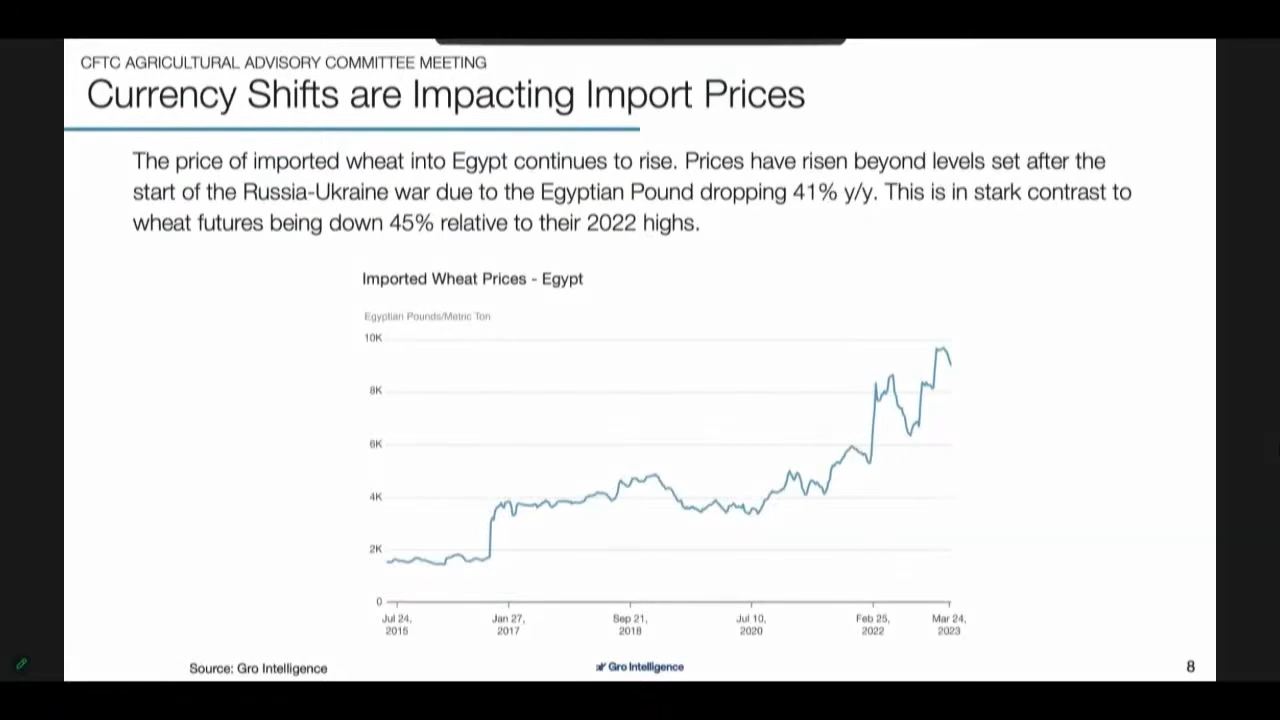 CFTC AGRICULTURAL ADVISORY COMMITTEE MEETING
Currency Shifts are Impacting Import Prices
The price of imported wheat into Egypt continues to rise. Prices have risen beyond levels set after the
start of the Russia-Ukraine war due to the Egyptian Pound dropping 41% y/y. This is in stark contrast to
wheat futures being down 45% relative to their 2022 highs.
Imported Wheat Prices - Egypt
Egyptian Pounds/Metric Ton
10K
8K
6K
4K
2K
0
Jul 24, 2015
Jan 27, 2017
Sep 21, 2018
Jul 10, 2020
Feb 25, 2022
Mar 24, 2023
Source: Gro Intelligence
Gro Intelligence
8